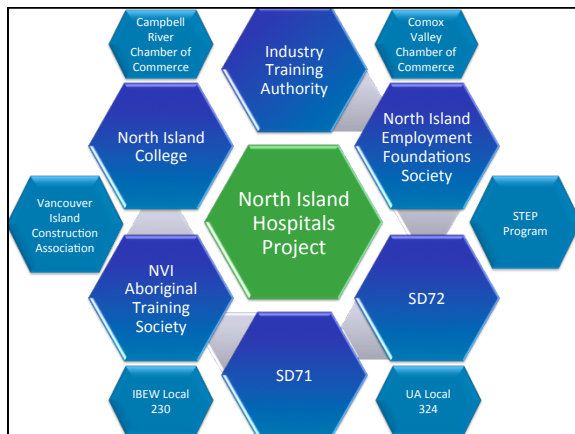 Campbell
River
Chamber of
Commerce
Industry
Training
Authority
Comox
Valley
Chamber of
Commerce
North Island
College
North Island
Employment
Foundations
Society
North Island
Hospitals
Project
Vancouver
Island
Construction
Association
STEP
Program
NVI
Aboriginal
Training
Society
SD72
SD71
IBEW Local
230
UA Local
324